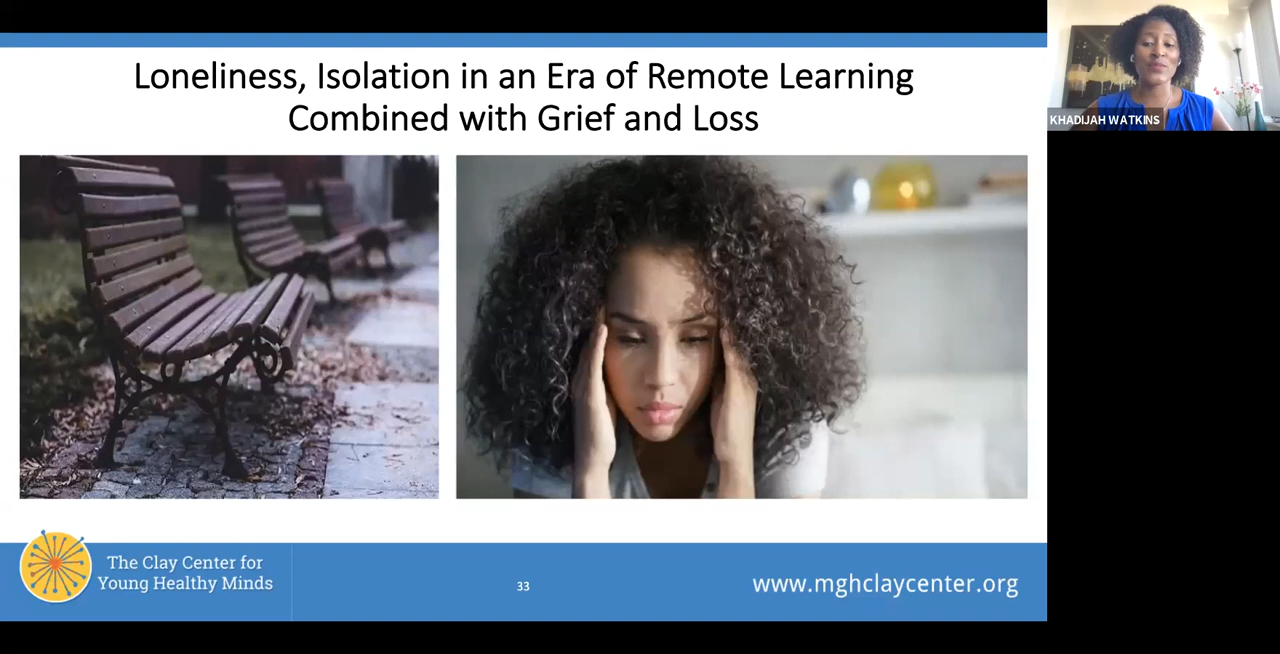 Loneliness, Isolation in an Era of Remote Learning
Combined with Grief and Loss
KHADIJAH WATKINS
The Clay Center for
Young Healthy Minds
33
www.mghclaycenter.org